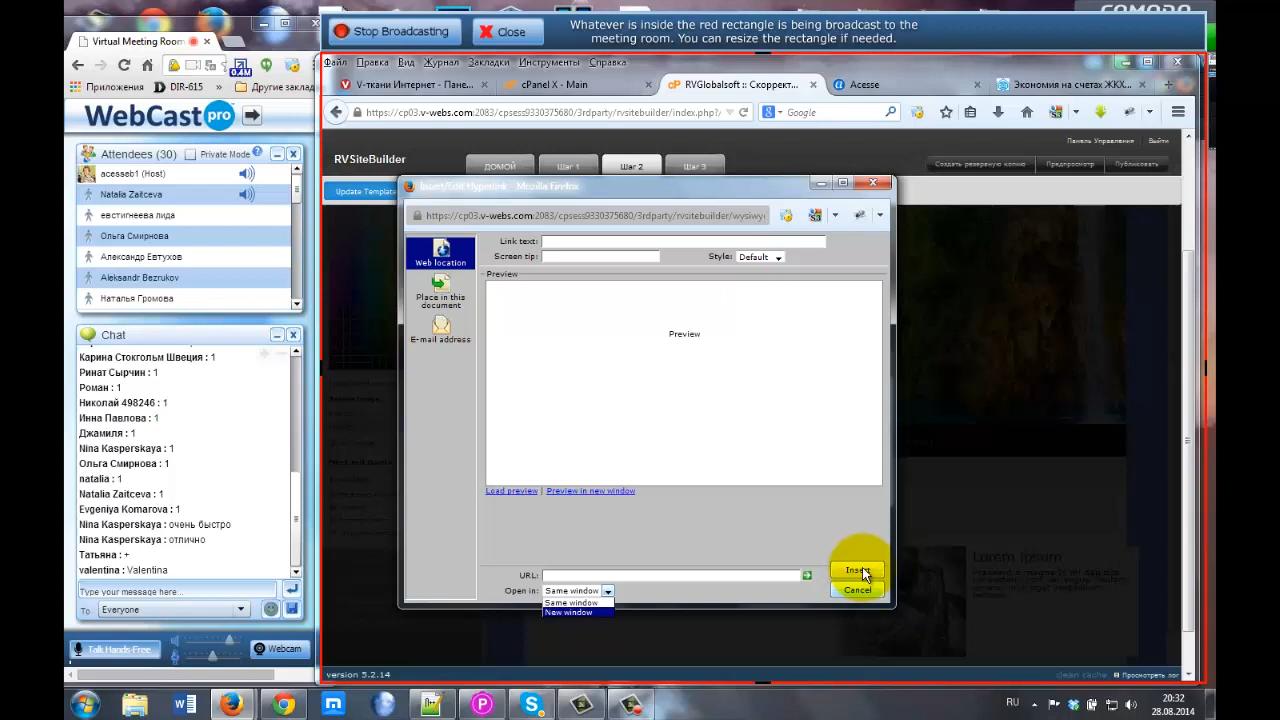 COMODO
Stop Broadcasting
Close
Whatever is inside the red rectangle is being broadcast to the
meeting room. You can resize the rectangle if needed.
Virtual Meeting Room
0.4M
Приложения
DIR-615
Другие закладки
WebCast pro
Attendees (30)
Private Mode
acessab1 (Host)
Natalia Zaitceva
евстигнеева лида
Ольга Смирнова
Александр Евтухов
Aleksandr Bezrukov
Наталья Громова
Chat
Карина Стокгольм Швеция : 1
Ринат Сырчин : 1
Роман : 1
Николай 498246 : 1
Инна Павлова : 1
Джамиля : 1
Nina Kasperskaya : 1
Ольга Смирнова : 1
natalia : 1
Natalia Zaitceva : 1
Evgeniya Komarova : 1
Nina Kasperskaya : очень быстро
Nina Kasperskaya : отлично
Татьяна : +
valentina : Valentina
Type your message here...
To
Everyone
Talk Hands-Free
Webcam
Файл Правка Вид Журнал Закладки Инструменты Справка
V-ткани Интернет - Пане...
cPanel X - Main
RVGlobalsoft :: Скоррект...
Acesse
Экономия на счетах ЖКХ...
https://cp03.v-webs.com:2083/cpsess9330375680/3rdparty/rvsitebuilder/index.php?/
Google
Панель Управления
Выйти
RVSiteBuilder
ДОМОЙ
Шаг 1
Шаг 2
Шаг 3
Создать резервную копию
Предпросмотр
Публиковать
Update Template
Insert/Edit Hyperlink - Mozilla Firefox
https://cp03.v-webs.com:2083/cpsess9330375680/3rdparty/rvsitebuilder/wysiwy
Web location
Place in this
document
E-mail address
Link text:
Screen tip:
Style:
Default
Preview
Preview
Load preview | Preview in new window
URL:
Open in:
Same window
Same window
New window
Insert
Cancel
Lorem Ipsum
version 5.2.14
clean cache
Просмотреть лог
RU
20:32
28.08.2014